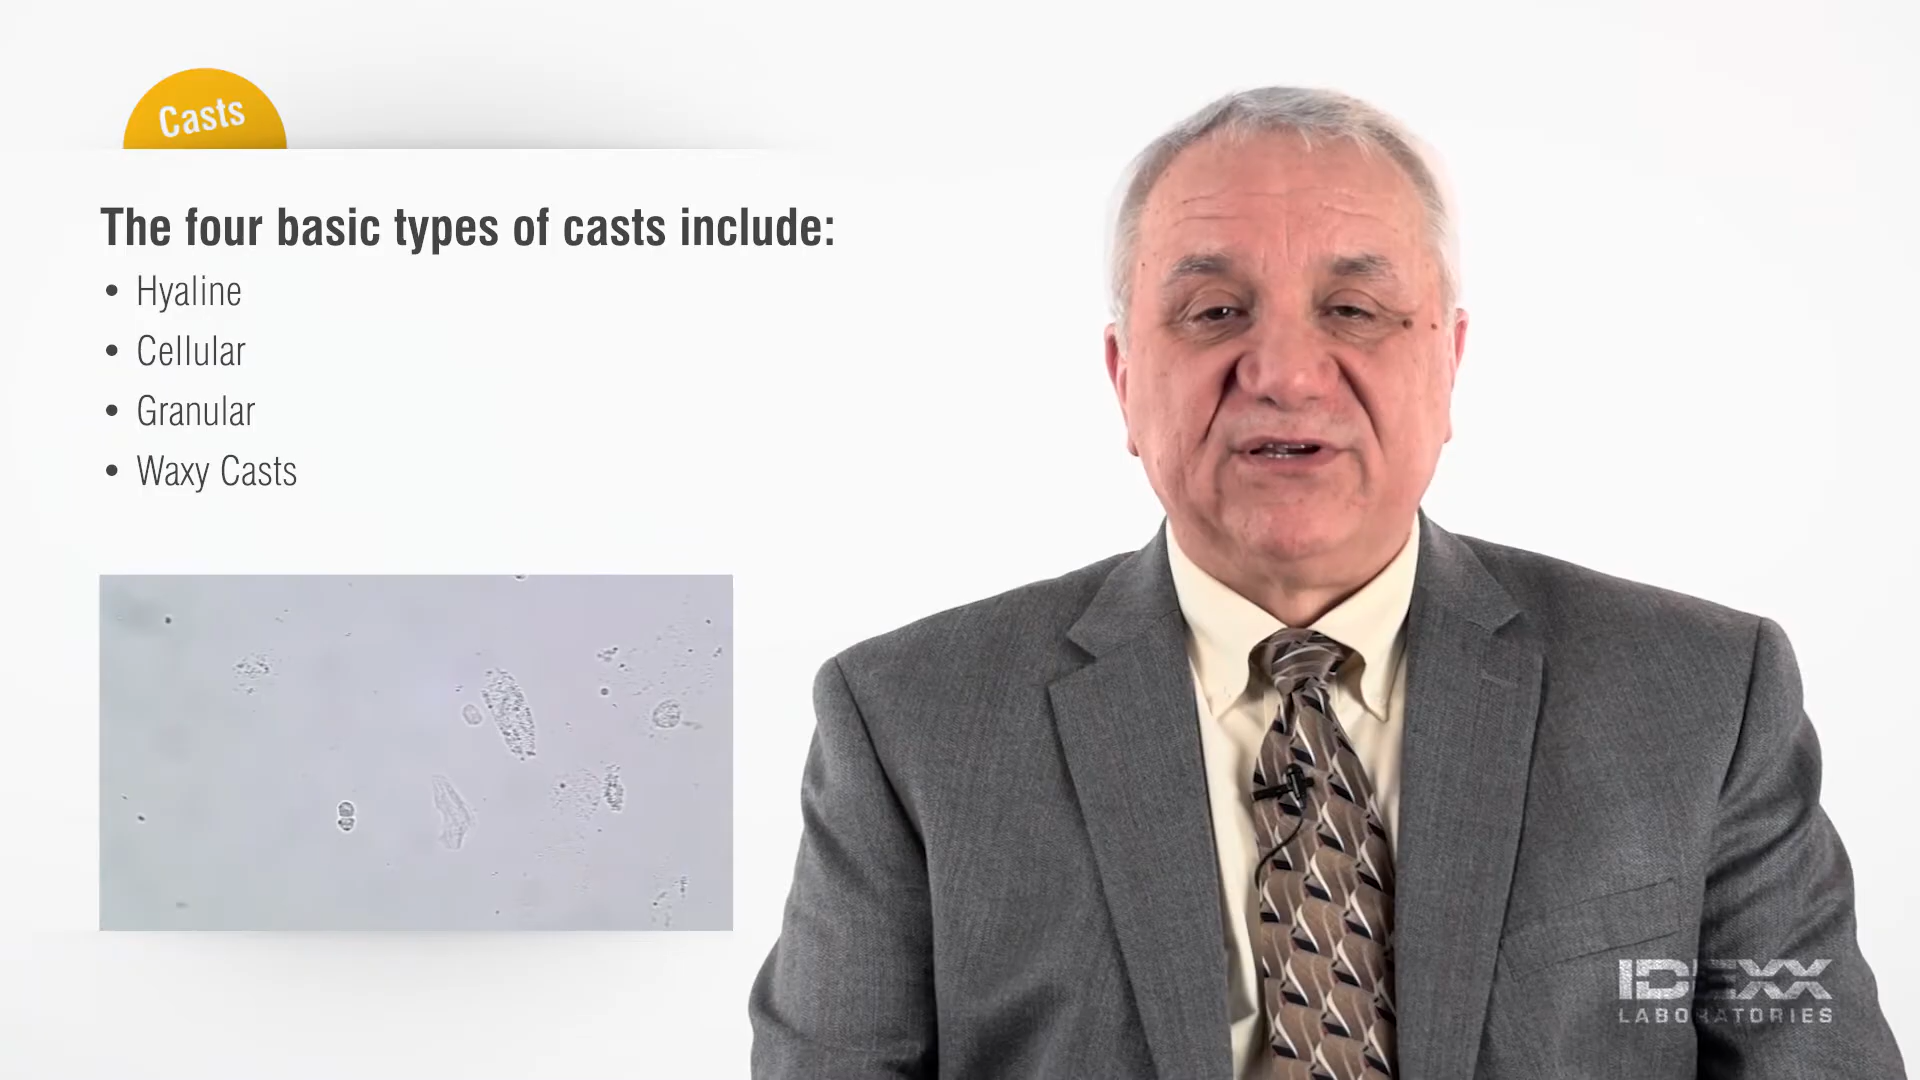 Casts
The four basic types of casts include:
• Hyaline
• Cellular
• Granular
• Waxy Casts
IDEXX
LABORATORIES